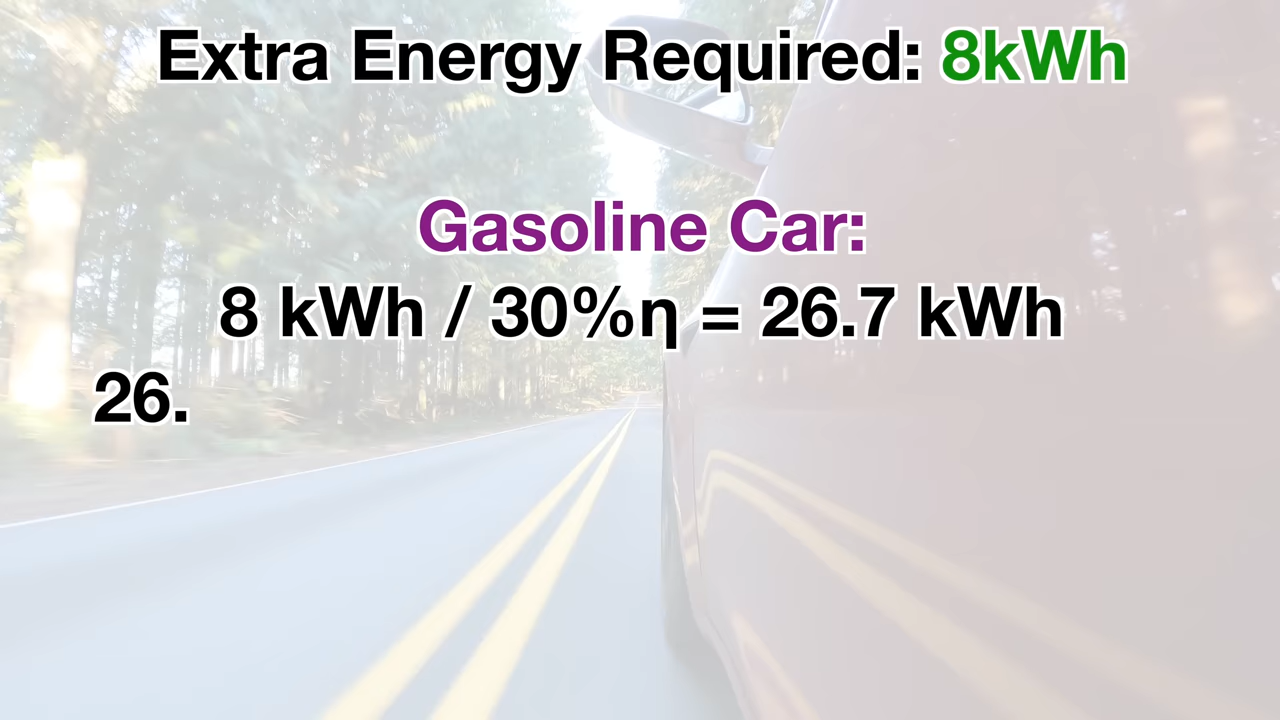 Extra Energy Required: 8kWh
Gasoline Car:
8 kWh / 30%η = 26.7 kWh
26.